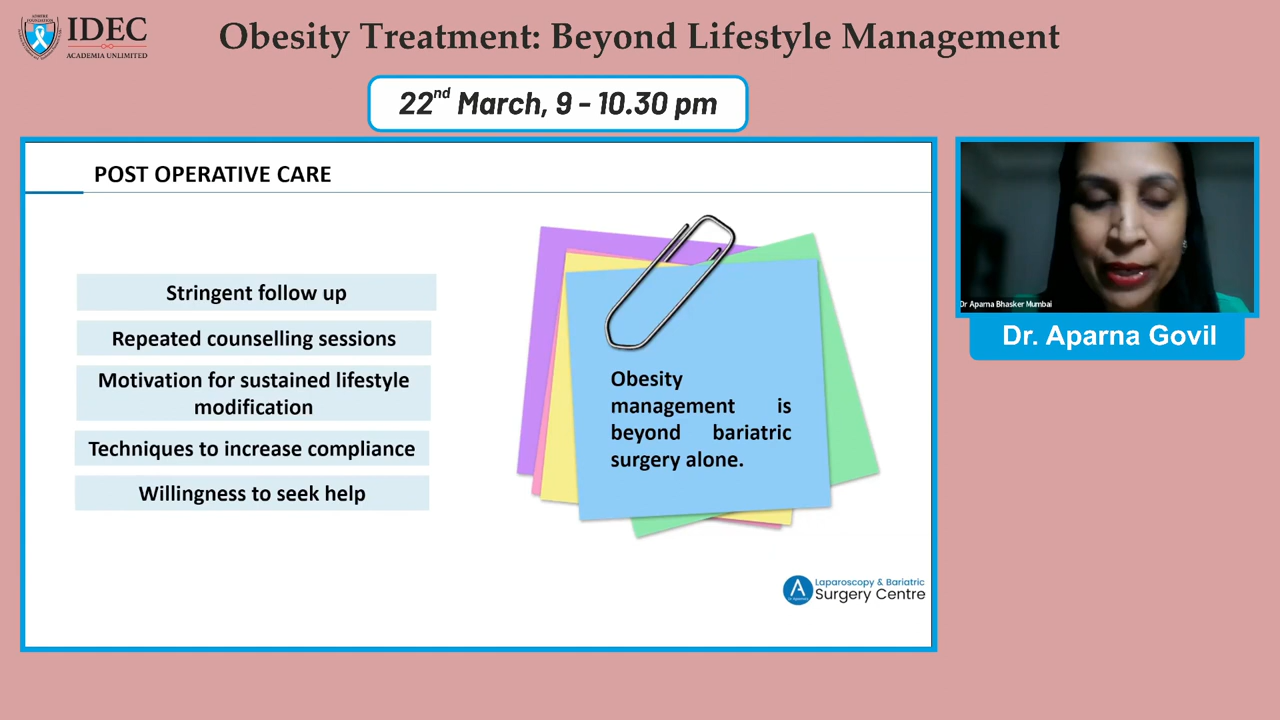 IDEC
ACADEMIA UNLIMITED
Obesity Treatment: Beyond Lifestyle Management
22nd March, 9 - 10.30 pm
POST OPERATIVE CARE
Stringent follow up
Repeated counselling sessions
Motivation for sustained lifestyle
modification
Techniques to increase compliance
Willingness to seek help
Obesity
management is
beyond bariatric
surgery alone.
A
Laparoscopy & Bariatric
Surgery Centre
Dr Aparna Bhasker Mumbai
Dr. Aparna Govil